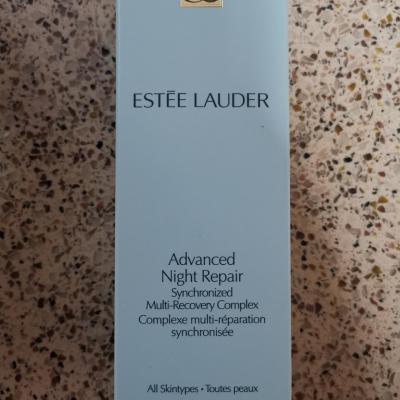 ESTĒE LAUDER
Advanced
Night Repair
Synchronized
Multi-Recovery Complex
Complexe multi-réparation
synchronisée
All Skintypes • Toutes peaux